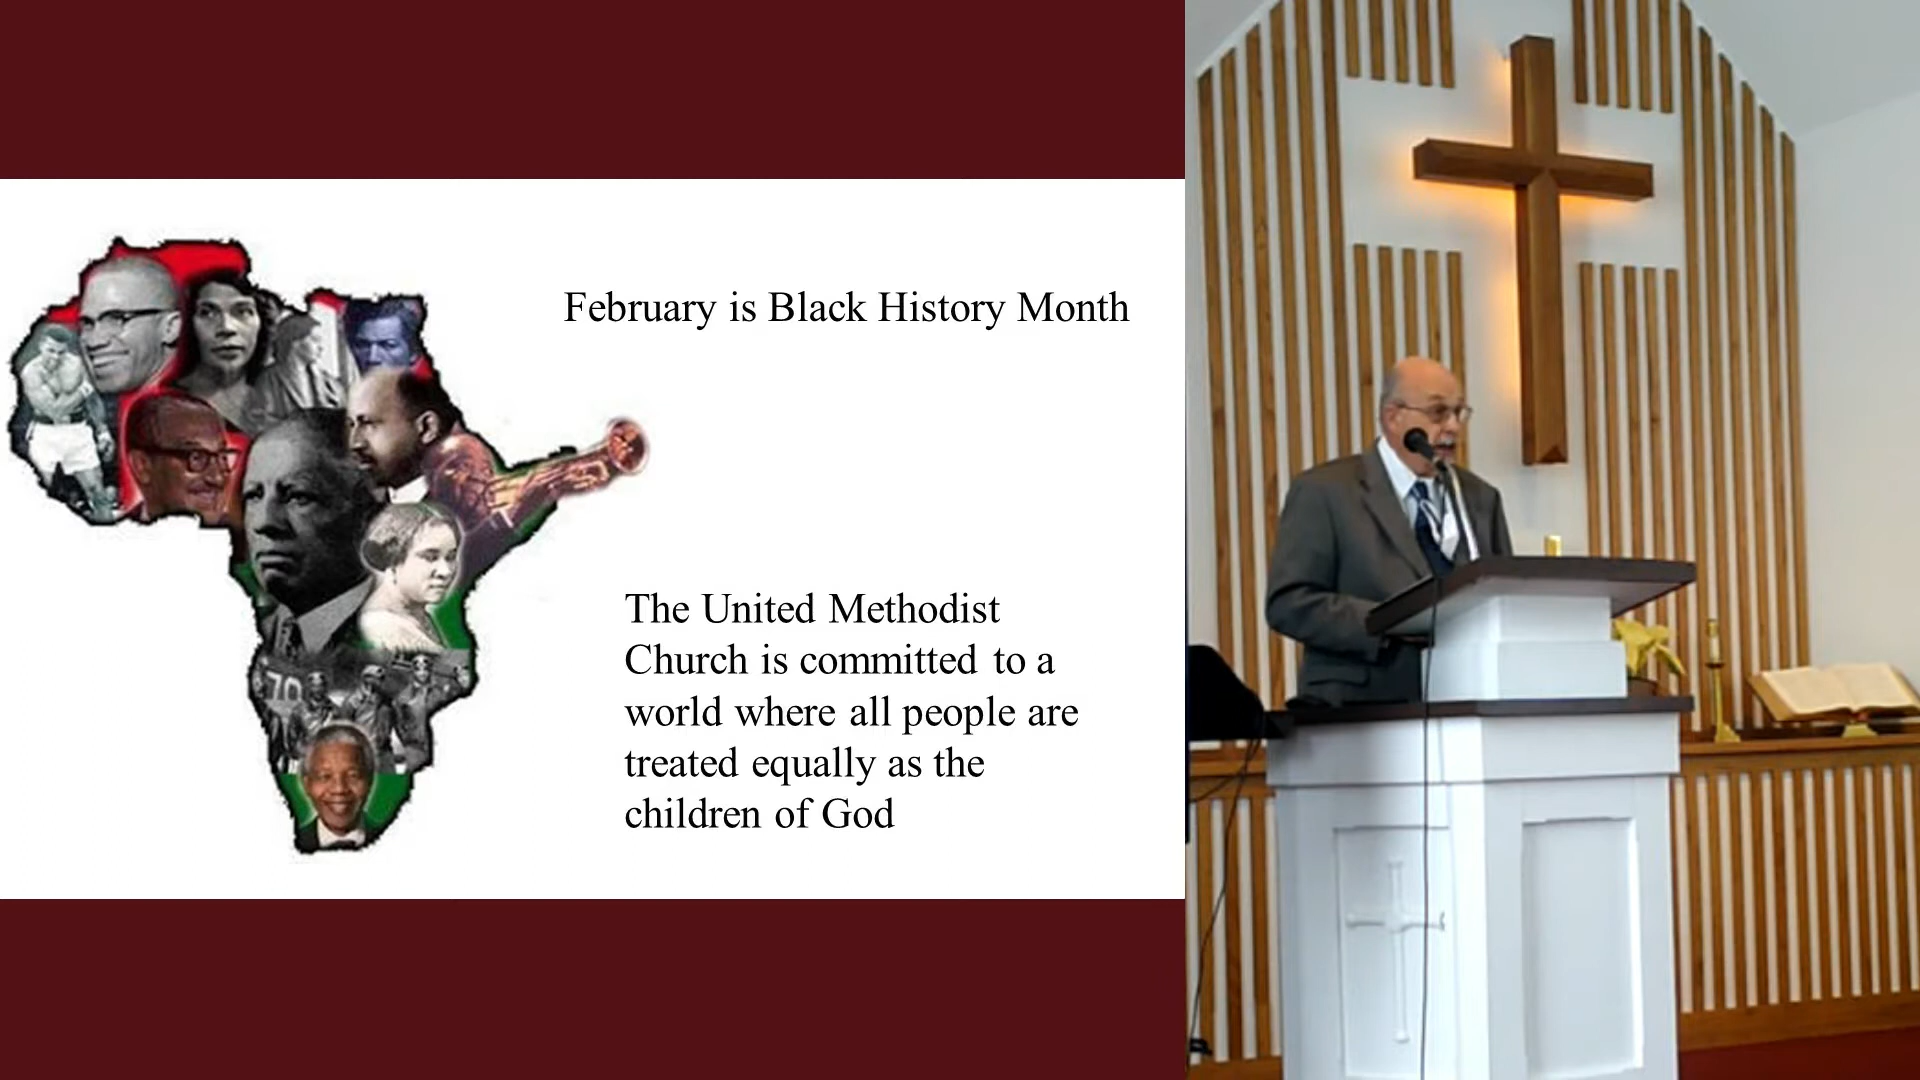 February is Black History Month
The United Methodist
Church is committed to a
world where all people are
treated equally as the
children of God